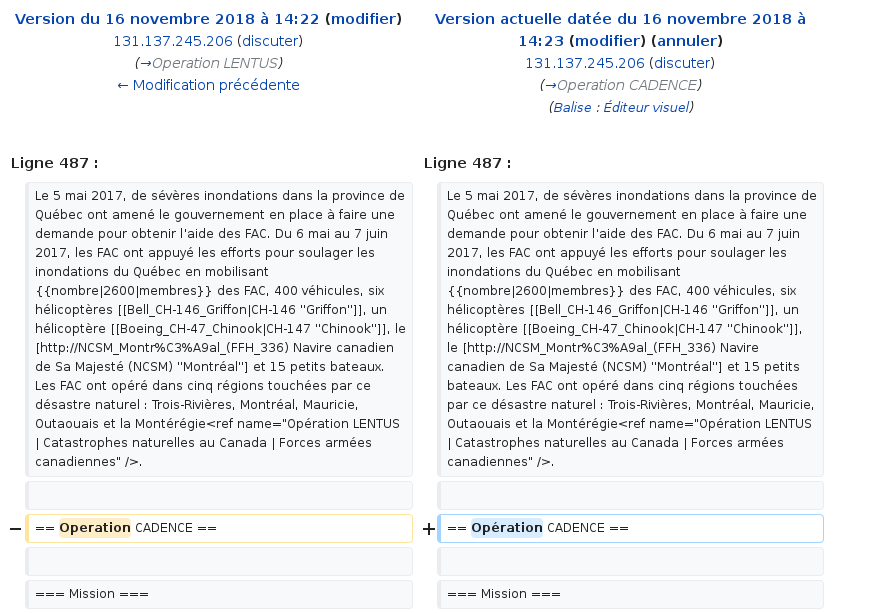 Version du 16 novembre 2018 à 14:22 (modifier)
131.137.245.206 (discuter)
(→Operation LENTUS)
← Modification précédente
Version actuelle datée du 16 novembre 2018 à
14:23 (modifier) (annuler)
131.137.245.206 (discuter)
(→Operation CADENCE)
(Balise : Éditeur visuel)
Ligne 487 :
Le 5 mai 2017, de sévères inondations dans la province de
Québec ont amené le gouvernement en place à faire une
demande pour obtenir l'aide des FAC. Du 6 mai au 7 juin
2017, les FAC ont appuyé les efforts pour soulager les
inondations du Québec en mobilisant
{{nombre|2600|membres}} des FAC, 400 véhicules, six
hélicoptères [[Bell_CH-146_Griffon|CH-146 ''Griffon'']], un
hélicoptère [[Boeing_CH-47_Chinook|CH-147 ''Chinook'']], le
[http://NCSM_Montr%C3%A9al_(FFH_336) Navire canadien
de Sa Majesté (NCSM) ''Montréal''] et 15 petits bateaux.
Les FAC ont opéré dans cinq régions touchées par ce
désastre naturel : Trois-Rivières, Montréal, Mauricie,
Outaouais et la Montérégie<ref name="Opération LENTUS
| Catastrophes naturelles au Canada | Forces armées
canadiennes" />.
− == Operation CADENCE ==
=== Mission ===
Ligne 487 :
Le 5 mai 2017, de sévères inondations dans la province de
Québec ont amené le gouvernement en place à faire une
demande pour obtenir l'aide des FAC. Du 6 mai au 7 juin
2017, les FAC ont appuyé les efforts pour soulager les
inondations du Québec en mobilisant
{{nombre|2600|membres}} des FAC, 400 véhicules, six
hélicoptères [[Bell_CH-146_Griffon|CH-146 ''Griffon'']], un
hélicoptère [[Boeing_CH-47_Chinook|CH-147 ''Chinook'']],
le [http://NCSM_Montr%C3%A9al_(FFH_336) Navire
canadien de Sa Majesté (NCSM) ''Montréal''] et 15 petits
bateaux. Les FAC ont opéré dans cinq régions touchées
par ce désastre naturel : Trois-Rivières, Montréal, Mauricie,
Outaouais et la Montérégie<ref name="Opération LENTUS
| Catastrophes naturelles au Canada | Forces armées
canadiennes" />.
+ == Opération CADENCE ==
=== Mission ===